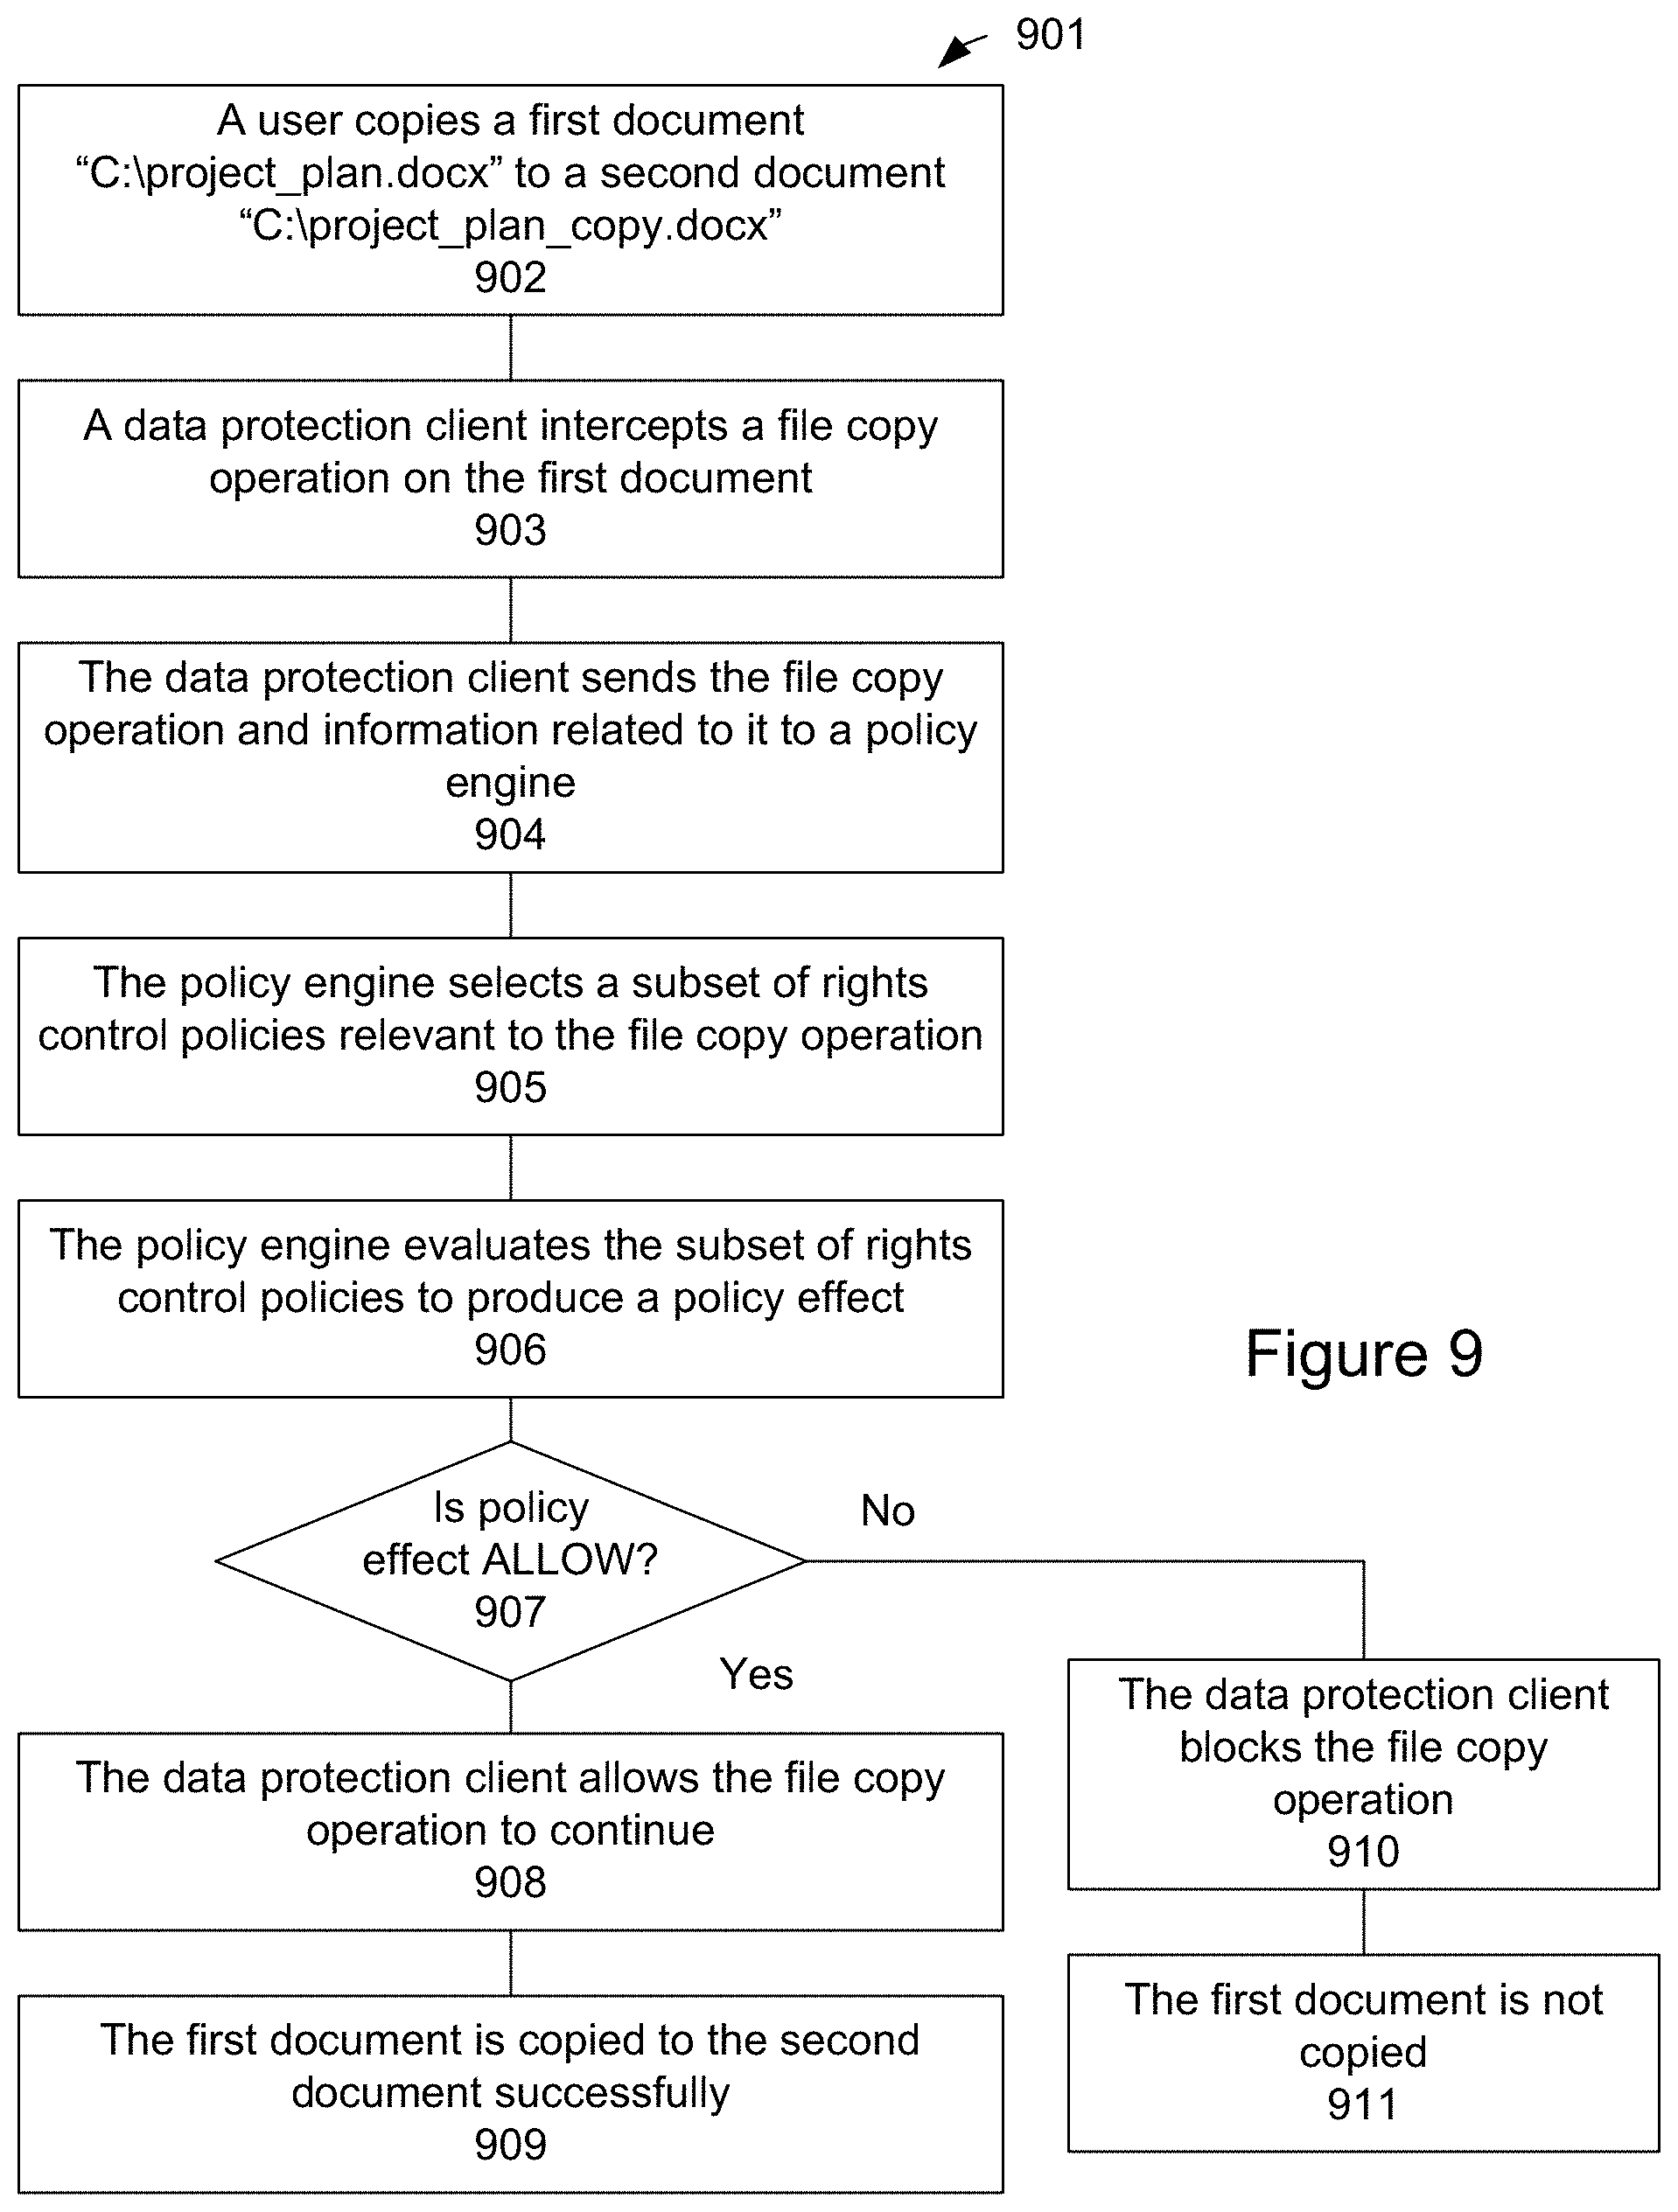 901
A user copies a first document
“C:\project_plan.docx” to a second document
“C:\project_plan_copy.docx”
902
A data protection client intercepts a file copy
operation on the first document
903
The data protection client sends the file copy
operation and information related to it to a policy
engine
904
The policy engine selects a subset of rights
control policies relevant to the file copy operation
905
The policy engine evaluates the subset of rights
control policies to produce a policy effect
906
Figure 9
Is policy
effect ALLOW?
907
No
Yes
The data protection client allows the file copy
operation to continue
908
The first document is copied to the second
document successfully
909
The data protection client
blocks the file copy
operation
910
The first document is not
copied
911